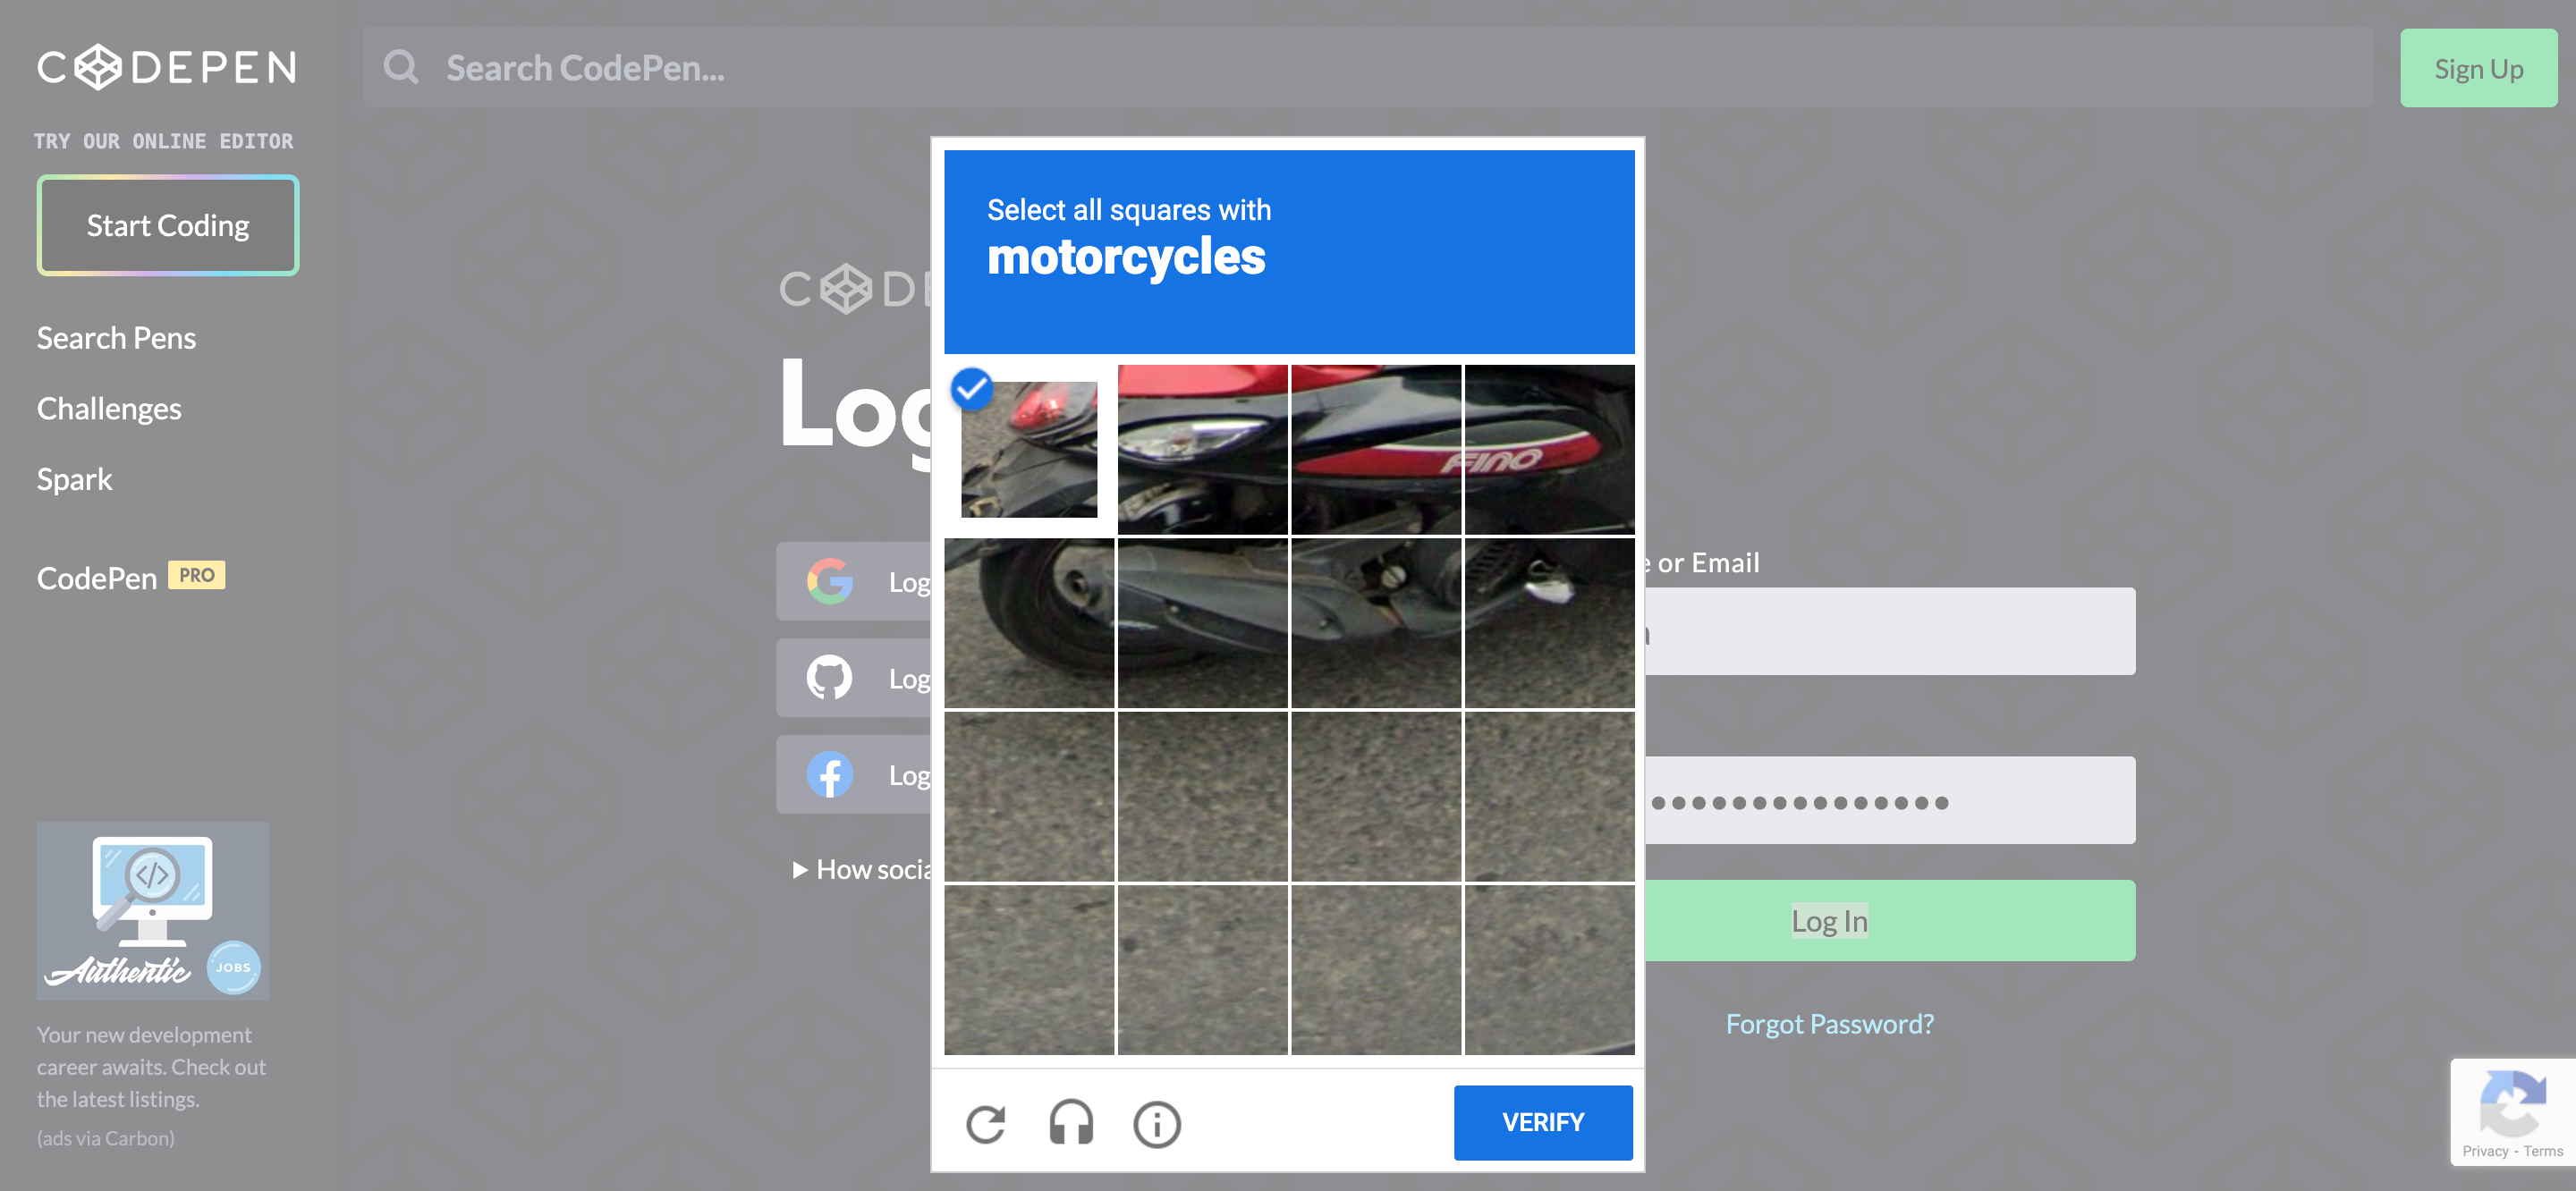 CODEPEN
TRY OUR ONLINE EDITOR
Start Coding
Search Pens
Challenges
Spark
CodePen PRO
Authentic
JOBS
Your new development
career awaits. Check out
the latest listings.
(ads via Carbon)
Search CodePen...
Sign Up
CODE
Log
Log
Log
Log
▶ How socia
Select all squares with
motorcycles
FINO
VERIFY
e or Email
Log In
Forgot Password?
Privacy - Terms